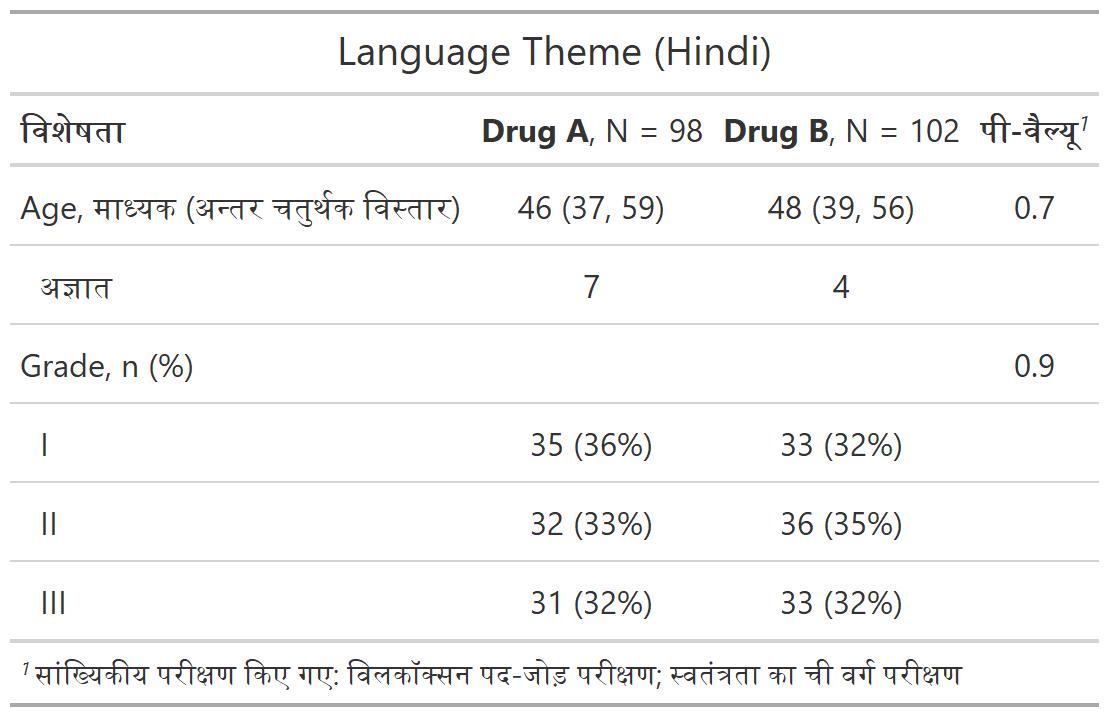 Language Theme (Hindi)
विशेषता Drug A, N = 98 Drug B, N = 102 पी-वैल्यू1
Age, माध्यक (अन्तर चतुर्थक विस्तार) 46 (37, 59) 48 (39, 56) 0.7
अज्ञात 7 4
Grade, n (%) 0.9
I 35 (36%) 33 (32%)
II 32 (33%) 36 (35%)
III 31 (32%) 33 (32%)
1 सांख्यिकीय परीक्षण किए गए: विलकॉक्सन पद-जोड़ परीक्षण; स्वतंत्रता का ची वर्ग परीक्षण